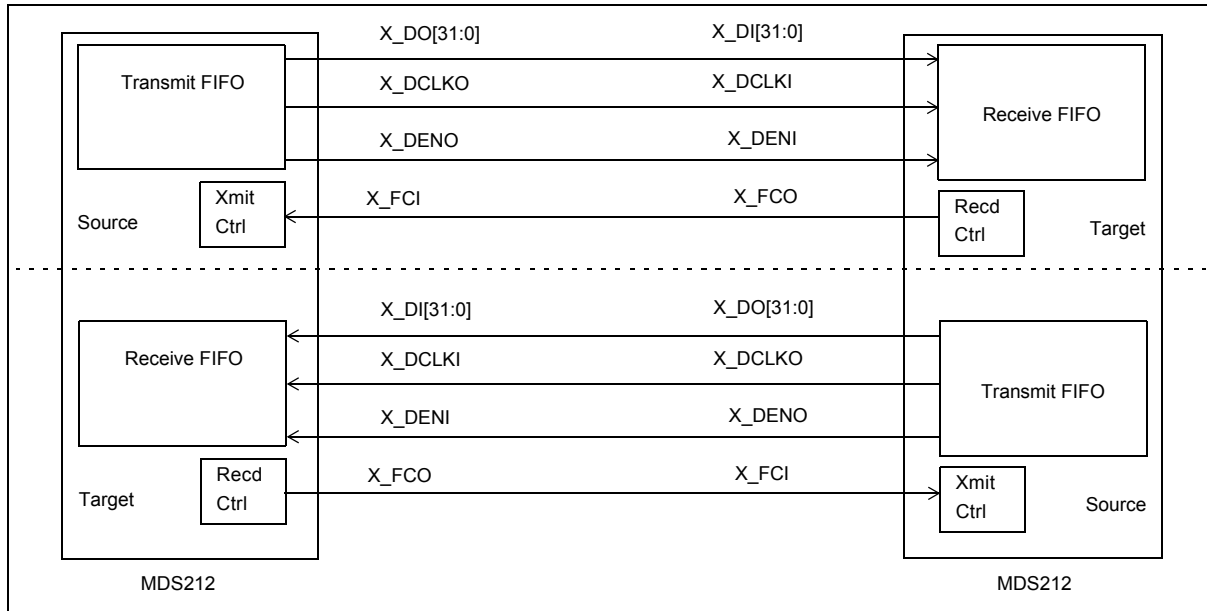 X_DO[31:0] X_DI[31:0]
Transmit FIFO
X_DCLKO X_DCLKI
Receive FIFO
X_DENO X_DENI
Xmit
Ctrl
X_FCI X_FCO
Recd
Ctrl
Source
Target
X_DI[31:0] X_DO[31:0]
Receive FIFO
X_DCLKI X_DCLKO
Transmit FIFO
X_DENI X_DENO
Recd
Ctrl
X_FCO X_FCI
Xmit
Ctrl
Target
Source
MDS212 MDS212